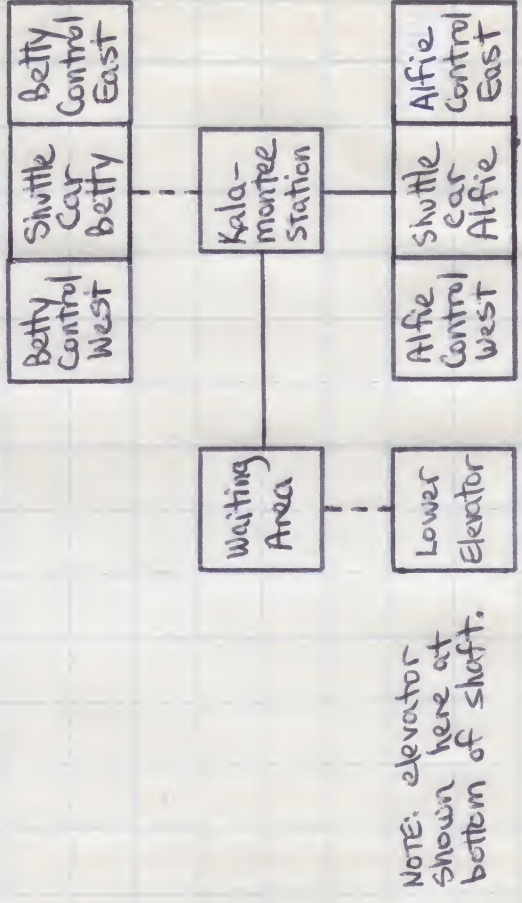 Betty
Control
West
Shuttle
Car
Betty
Betty
Control
East
Waiting
Area
Kala-
montee
station
Lower
Elevator
Alfie
Control
West
Shuttle
Car
Alfie
Alfie
Control
East
NOTE: elevator
shown here at
bottom of shaft.